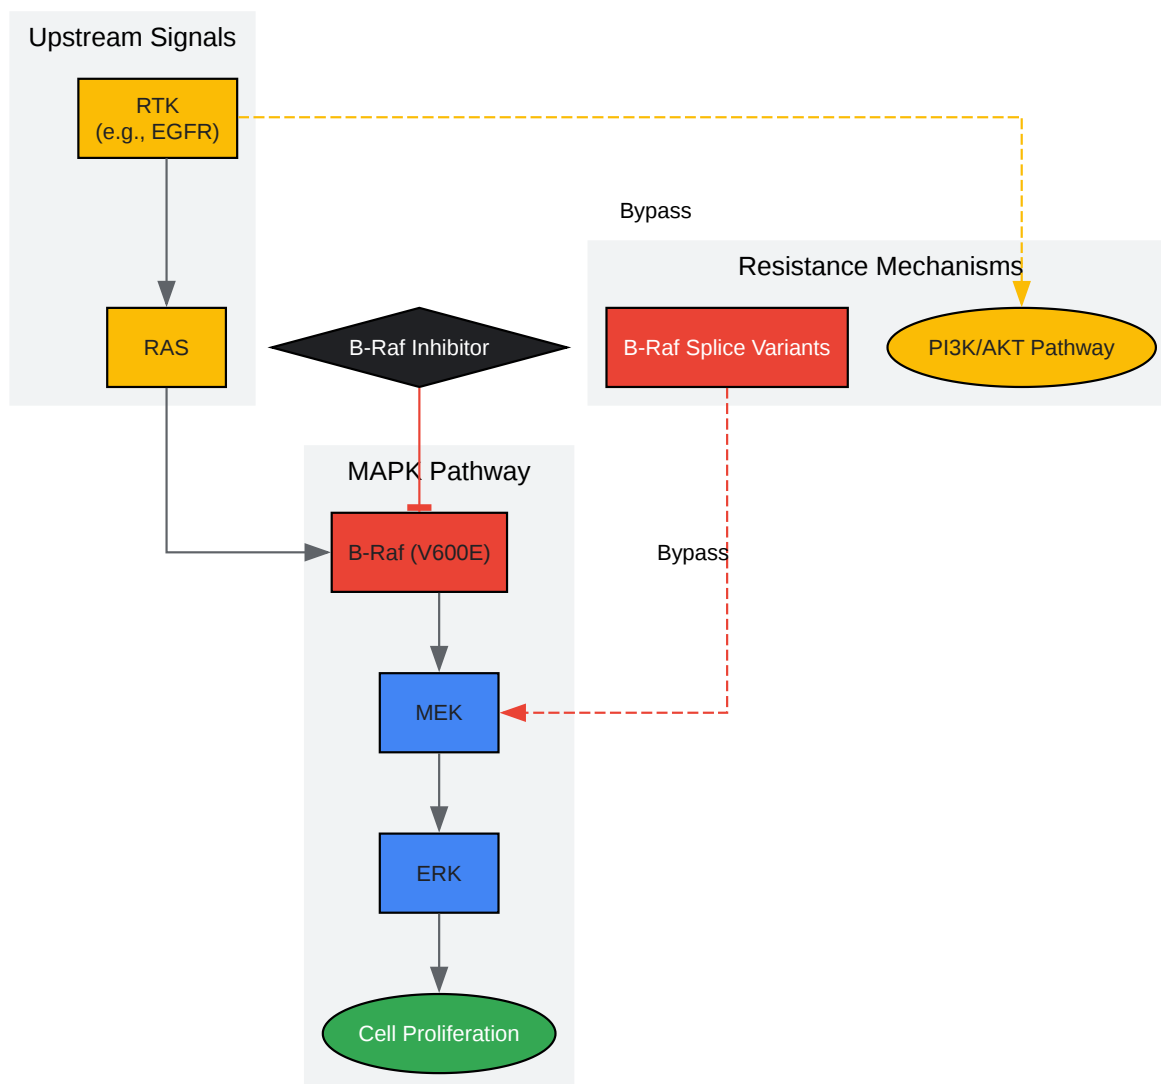 Upstream Signals
RTK
(e.g., EGFR)
Bypass
Resistance Mechanisms
RAS
B-Raf Inhibitor
B-Raf Splice Variants
PI3K/AKT Pathway
MAPK Pathway
B-Raf (V600E)
Bypass
MEK
ERK
Cell Proliferation